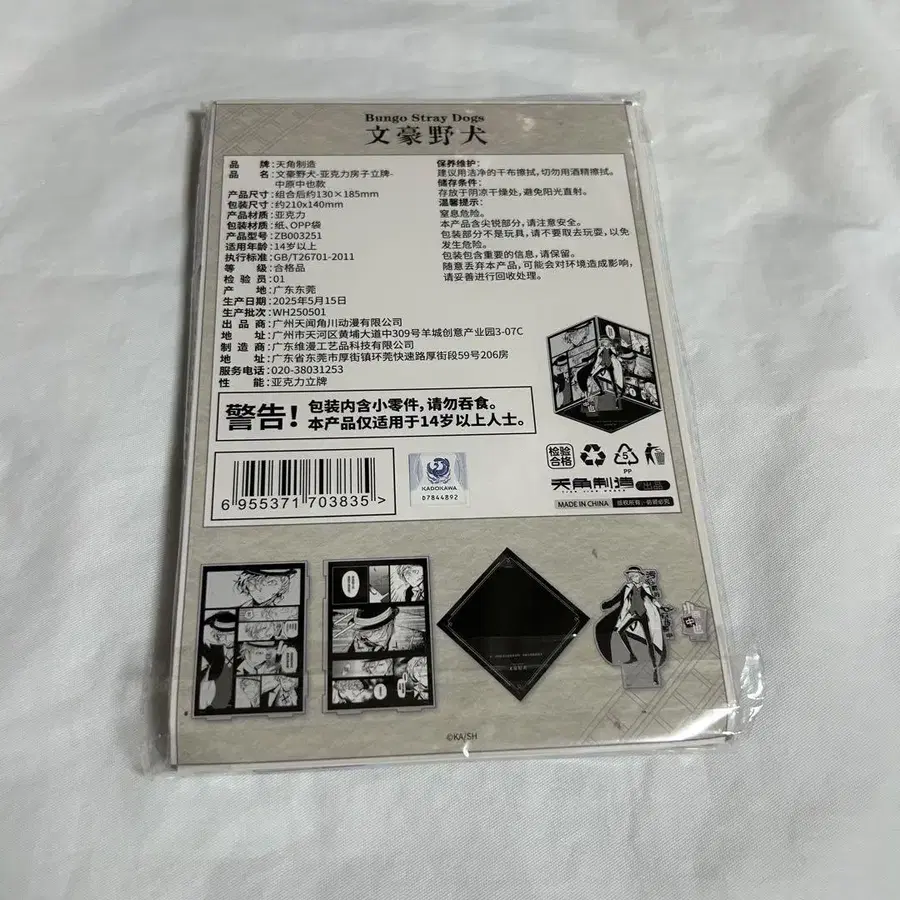 Bungo Stray Dogs
文豪野犬
品 牌:天角制造
品 名:文豪野犬-亚克力房子立牌-
中原中也款
产品尺寸:组合后约130×185mm
包装尺寸:约210x140mm
产品材质:亚克力
包装材质:纸、OPP袋
产品型号:ZB003251
适用年龄:14岁以上
执行标准:GB/T26701-2011
等 级:合格品
检 验 员:01
产 地:广东东莞
生产日期:2025年5月15日
生产批次:WH250501
出 品 商:广州天闻角川动漫有限公司
地 址:广州市天河区黄埔大道中309号羊城创意产业园3-07C
制 造 商:广东维漫工艺品科技有限公司
地 址:广东省东莞市厚街镇环莞快速路厚街段59号206房
服务电话:020-38031253
性 能:亚克力立牌
保养维护:
建议用洁净的干布擦拭,切勿用酒精擦拭。
储存条件:
存放于阴凉干燥处,避免阳光直射。
温馨提示:
窒息危险。
本产品含尖锐部分,请注意安全。
包装部分不是玩具,请不要取去玩耍,以免
发生危险。
包装包含重要的信息,请保留。
随意丢弃本产品,可能会对环境造成影响,
请妥善进行回收处理。
警告!
包装内含小零件,请勿吞食。
本产品仅适用于14岁以上人士。
6 955371 703835 >
KADOKAWA
D7844892
检验
合格
5
PP
天角制造 出品
MADE IN CHINA
版权所有·翻版必究
©KA/SH